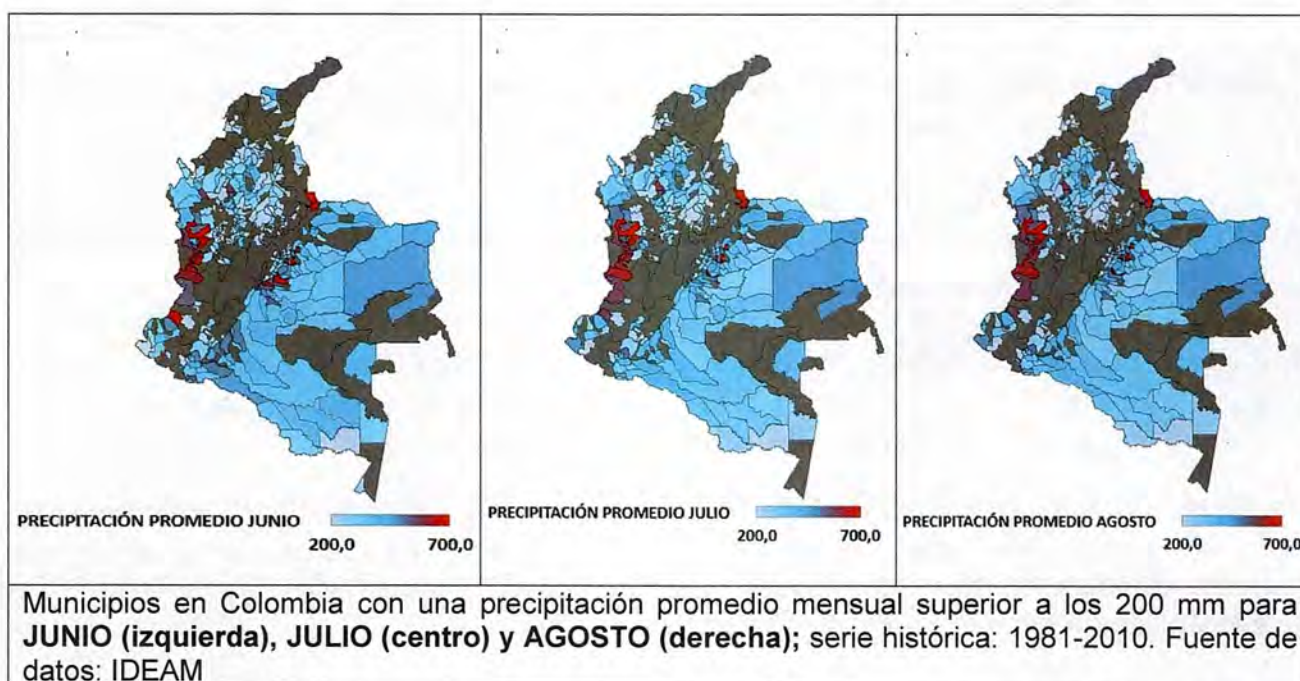 PRECIPITACIÓN PROMEDIO JUNIO
200,0 700,0
PRECIPITACIÓN PROMEDIO JULIO
200,0 700,0
PRECIPITACIÓN PROMEDIO AGOSTO
200,0 700,0
Municipios en Colombia con una precipitación promedio mensual superior a los 200 mm para
JUNIO (izquierda), JULIO (centro) y AGOSTO (derecha); serie histórica: 1981-2010. Fuente de
datos: IDEAM